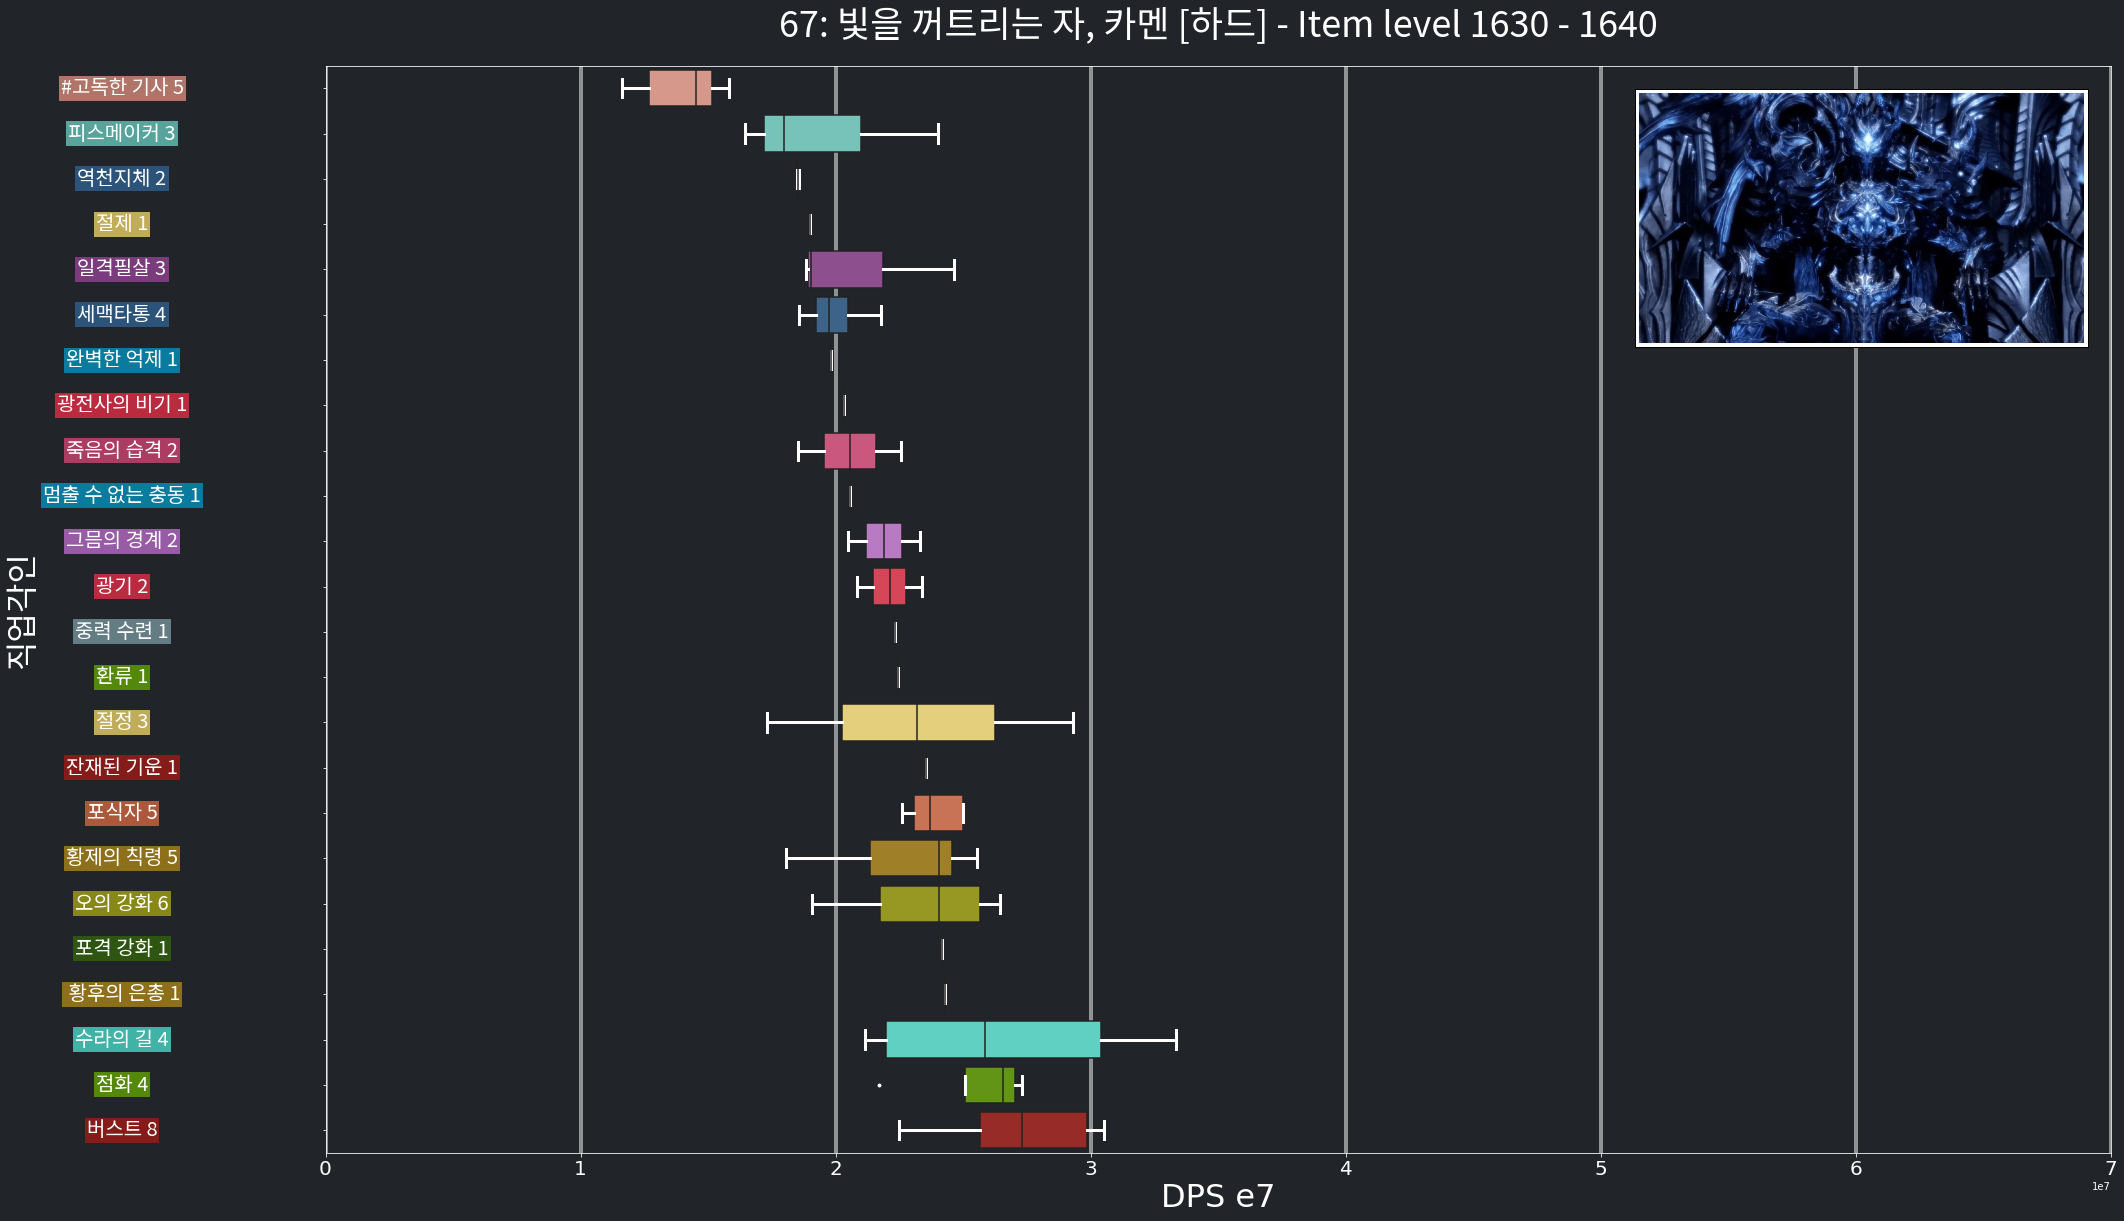 67: 빛을 꺼트리는 자, 카멘 [하드] - Item level 1630 - 1640
#고독한 기사 5
피스메이커 3
역천지체 2
절제 1
일격필살 3
세맥타통 4
완벽한 억제 1
광전사의 비기 1
죽음의 습격 2
멈출 수 없는 충동 1
그믐의 경계 2
광기 2
중력 수련 1
환류 1
절정 3
잔재된 기운 1
포식자 5
황제의 칙령 5
오의 강화 6
포격 강화 1
황후의 은총 1
수라의 길 4
점화 4
버스트 8
직업각인
0 1 2 3 4 5 6 7
1e7
DPS e7